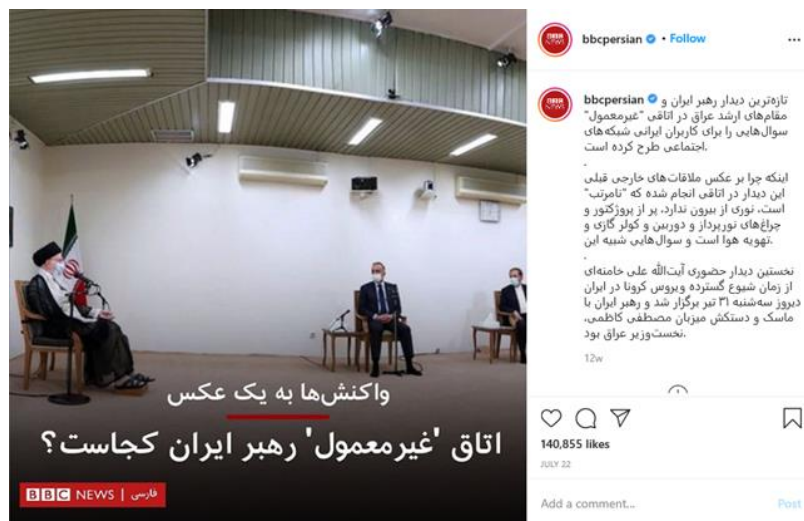 واکنش‌ها به یک عکس
اتاق 'غیرمعمول' رهبر ایران کجاست؟
BBC NEWS | فارسی
BBC NEWS
bbcpersian • Follow
...
BBC NEWS
bbcpersian تازه‌ترین دیدار رهبر ایران و
مقام‌های ارشد عراق در اتاقی "غیرمعمول"
سوال‌هایی را برای کاربران ایرانی شبکه‌های
.اجتماعی طرح کرده است
.
اینکه چرا بر عکس ملاقات‌های خارجی قبلی
این دیدار در اتاقی انجام شده که "نامرتب"
است، نوری از بیرون ندارد، پر از پروژکتور و
چراغ‌های نورپرداز و دوربین و کولر گازی و
.تهویه هوا است و سوال‌هایی شبیه این
.
نخستین دیدار حضوری آیت‌الله علی خامنه‌ای
از زمان شیوع گسترده ویروس کرونا در ایران
دیروز سه‌شنبه ۳۱ تیر برگزار شد و رهبر ایران با
ماسک و دستکش میزبان مصطفی کاظمی،
.نخست‌وزیر عراق بود
12w
140,855 likes
JULY 22
Add a comment...
Post